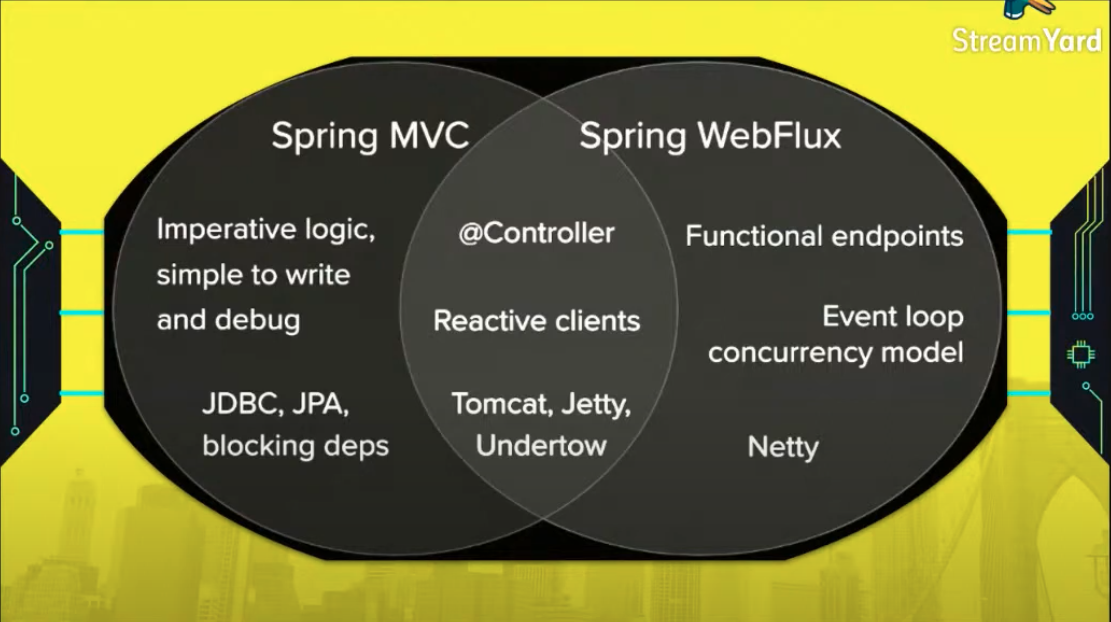 StreamYard
Spring MVC
Spring WebFlux
Imperative logic,
simple to write
and debug
JDBC, JPA,
blocking deps
@Controller
Reactive clients
Tomcat, Jetty,
Undertow
Functional endpoints
Event loop
concurrency model
Netty